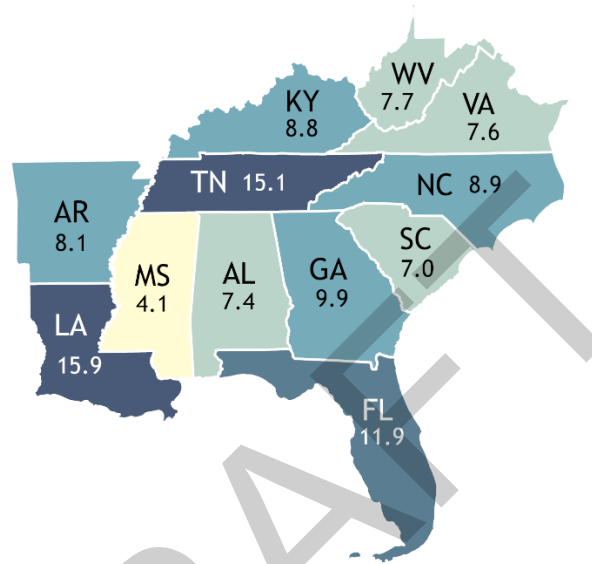 WV
7.7
VA
7.6
KY
8.8
TN 15.1
NC 8.9
AR
8.1
SC
7.0
MS
4.1
AL
7.4
GA
9.9
LA
15.9
FL
11.9
DRAFT